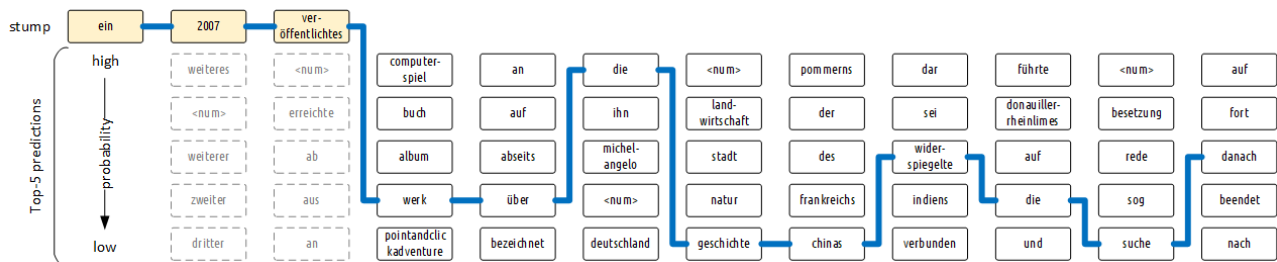 stump ein 2007 ver-
öffentlichtes
Top-5 predictions
high
probability
low
weiteres <num> computer-
spiel an die <num> pommerns dar führte <num> auf
<num> erreichte buch auf ihn land-
wirtschaft der sei donauiller-
rheinlimes besetzung fort
weiterer ab album abseits michel-
angelo stadt des wider-
spiegelte auf rede danach
zweiter aus werk über <num> natur frankreichs indiens die sog beendet
dritter an pointandclic
kadventure bezeichnet deutschland geschichte chinas verbunden und suche nach